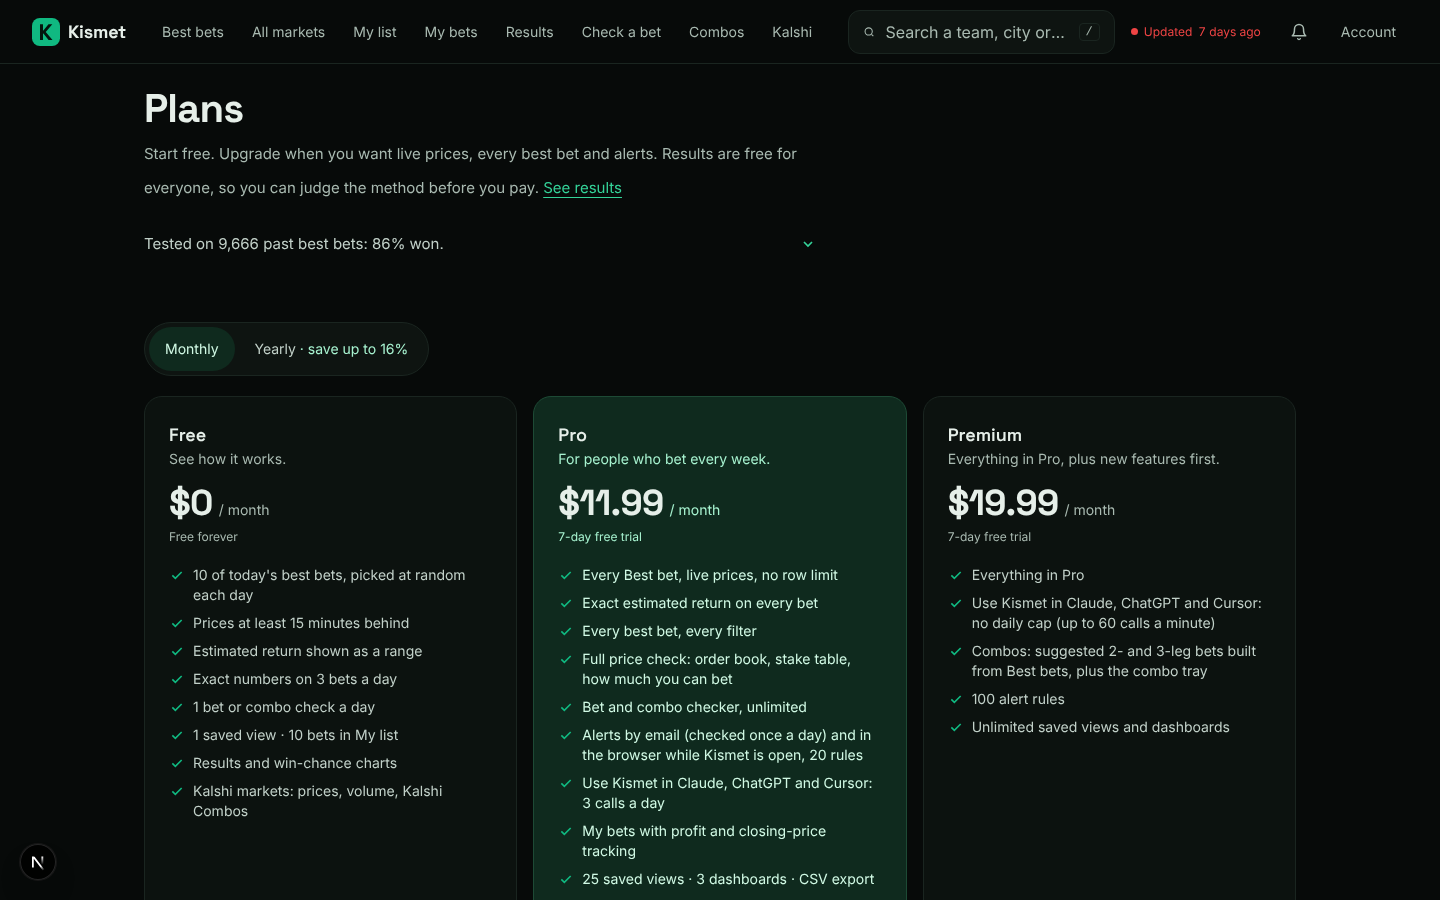 Kismet
Best bets
All markets
My list
My bets
Results
Check a bet
Combos
Kalshi
Search a team, city or...
/
Updated 7 days ago
Account
Plans
Start free. Upgrade when you want live prices, every best bet and alerts. Results are free for
everyone, so you can judge the method before you pay. See results
Tested on 9,666 past best bets: 86% won.
Monthly
Yearly · save up to 16%
Free
See how it works.
$0 / month
Free forever
10 of today's best bets, picked at random
each day
Prices at least 15 minutes behind
Estimated return shown as a range
Exact numbers on 3 bets a day
1 bet or combo check a day
1 saved view · 10 bets in My list
Results and win-chance charts
Kalshi markets: prices, volume, Kalshi
Combos
Pro
For people who bet every week.
$11.99 / month
7-day free trial
Every Best bet, live prices, no row limit
Exact estimated return on every bet
Every best bet, every filter
Full price check: order book, stake table,
how much you can bet
Bet and combo checker, unlimited
Alerts by email (checked once a day) and in
the browser while Kismet is open, 20 rules
Use Kismet in Claude, ChatGPT and Cursor:
3 calls a day
My bets with profit and closing-price
tracking
25 saved views · 3 dashboards · CSV export
Premium
Everything in Pro, plus new features first.
$19.99 / month
7-day free trial
Everything in Pro
Use Kismet in Claude, ChatGPT and Cursor:
no daily cap (up to 60 calls a minute)
Combos: suggested 2- and 3-leg bets built
from Best bets, plus the combo tray
100 alert rules
Unlimited saved views and dashboards